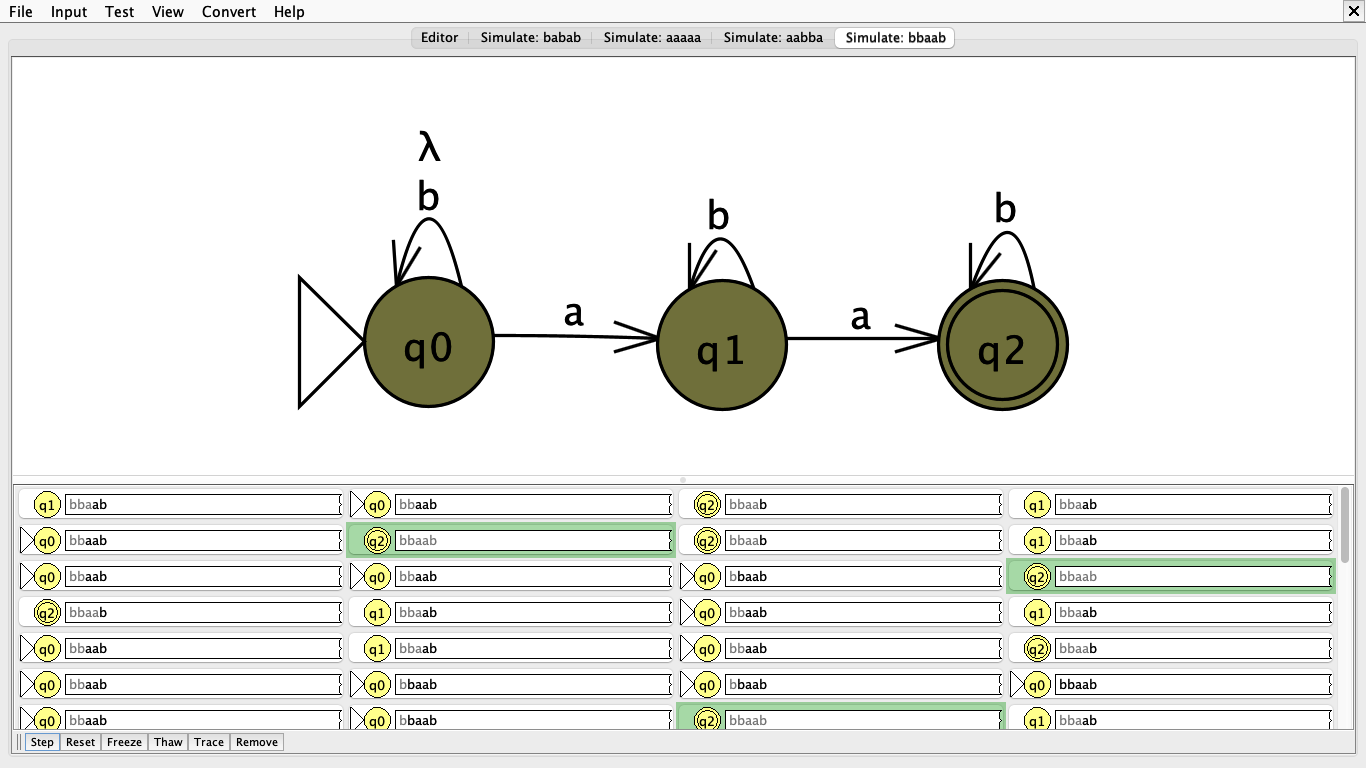 File Input Test View Convert Help
Editor Simulate: babab Simulate: aaaaa Simulate: aabba Simulate: bbaab
λ
b b b
a a
q0 q1 q2
q1 bbaab q0 bbaab q2 bbaab q1 bbaab
q0 bbaab q2 bbaab q2 bbaab q1 bbaab
q0 bbaab q0 bbaab q0 bbaab q2 bbaab
q2 bbaab q1 bbaab q0 bbaab q1 bbaab
q0 bbaab q1 bbaab q0 bbaab q2 bbaab
q0 bbaab q0 bbaab q0 bbaab q0 bbaab
q0 bbaab q0 bbaab q2 bbaab q1 bbaab
Step Reset Freeze Thaw Trace Remove